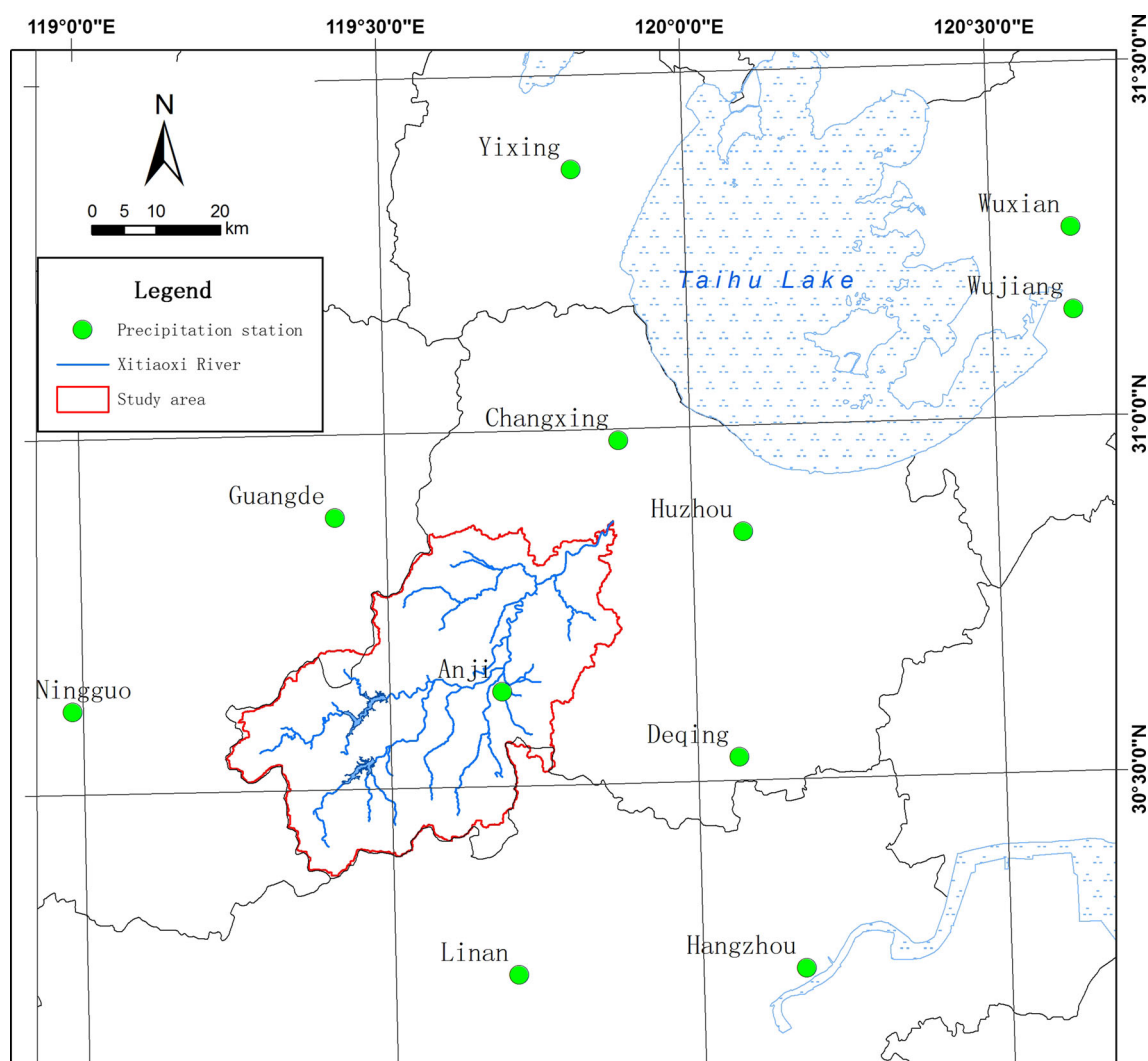 119°0'0"E 119°30'0"E 120°0'0"E 120°30'0"E
31°30'0"N
N
0 5 10 20
km
Yixing
Wuxian
Taihu Lake
Wujiang
Legend
Precipitation station
Xitiaoxi River
Study area
Changxing
31°0'0"N
Guangde
Huzhou
Anji
Ningguo
Deqing
30°30'0"N
Linan
Hangzhou